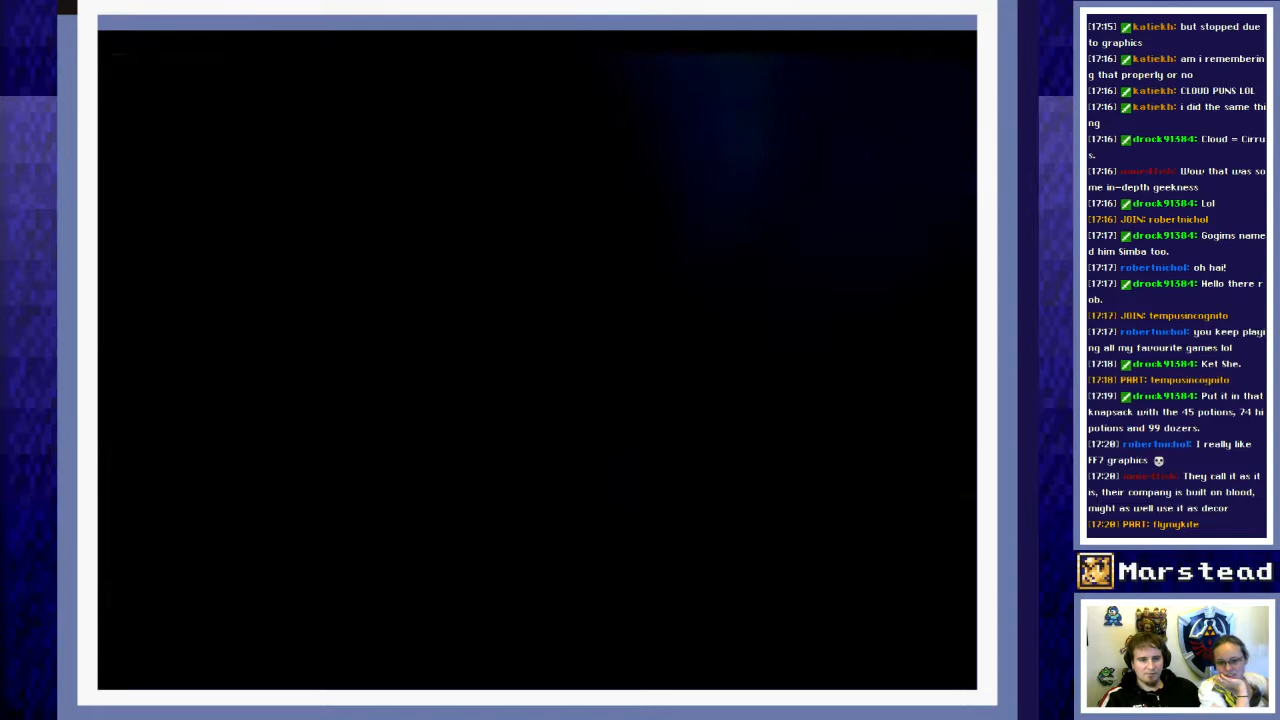 [17:15] katiekh: but stopped due
to graphics
[17:16] katiekh: am i rememberin
g that properly or no
[17:16] katiekh: CLOUD PUNS LOL
[17:16] katiekh: i did the same thi
ng
[17:16] drock91384: Cloud = Cirru
s.
[17:16] Wow that was so
me in-depth geekness
[17:16] drock91384: Lol
[17:16] JOIN: robertnichol
[17:17] drock91384: Gogims name
d him Simba too.
[17:17] robertnichol: oh hai!
[17:17] drock91384: Hello there r
ob.
[17:17] JOIN: tempusincognito
[17:17] robertnichol: you keep playi
ng all my favourite games lol
[17:18] drock91384: Ket She.
[17:18] PART: tempusincognito
[17:19] drock91384: Put it in that
knapsack with the 45 potions, 74 hi
potions and 99 dozers.
[17:20] robertnichol: I really like
FF7 graphics
[17:20] They call it as it
is, their company is built on blood,
might as well use it as decor
[17:20] PART: flymykite
Marstead